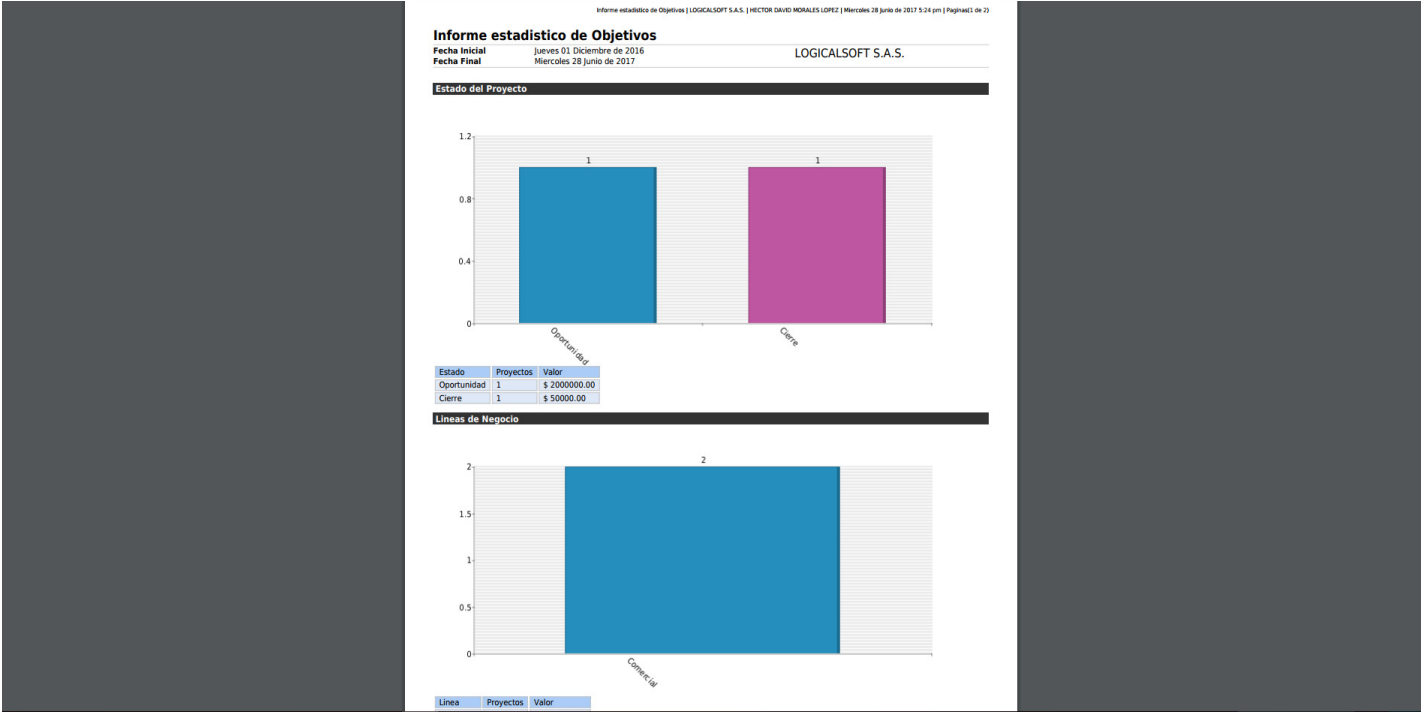 Informe estadistico de Objetivos | LOGICALSOFT S.A.S. | HECTOR DAVID MORALES LOPEZ | Miercoles 28 Junio de 2017 5:24 pm | Paginas(1 de 2)
Informe estadistico de Objetivos
Fecha Inicial Jueves 01 Diciembre de 2016
LOGICALSOFT S.A.S.
Fecha Final Miercoles 28 Junio de 2017
Estado del Proyecto
1.2
1 1
0.8
0.4
0
Oportunidad Cierre
Estado Proyectos Valor
Oportunidad 1 $ 2000000.00
Cierre 1 $ 50000.00
Lineas de Negocio
2
2
1.5
1
0.5
0
Comercial
Linea Proyectos Valor